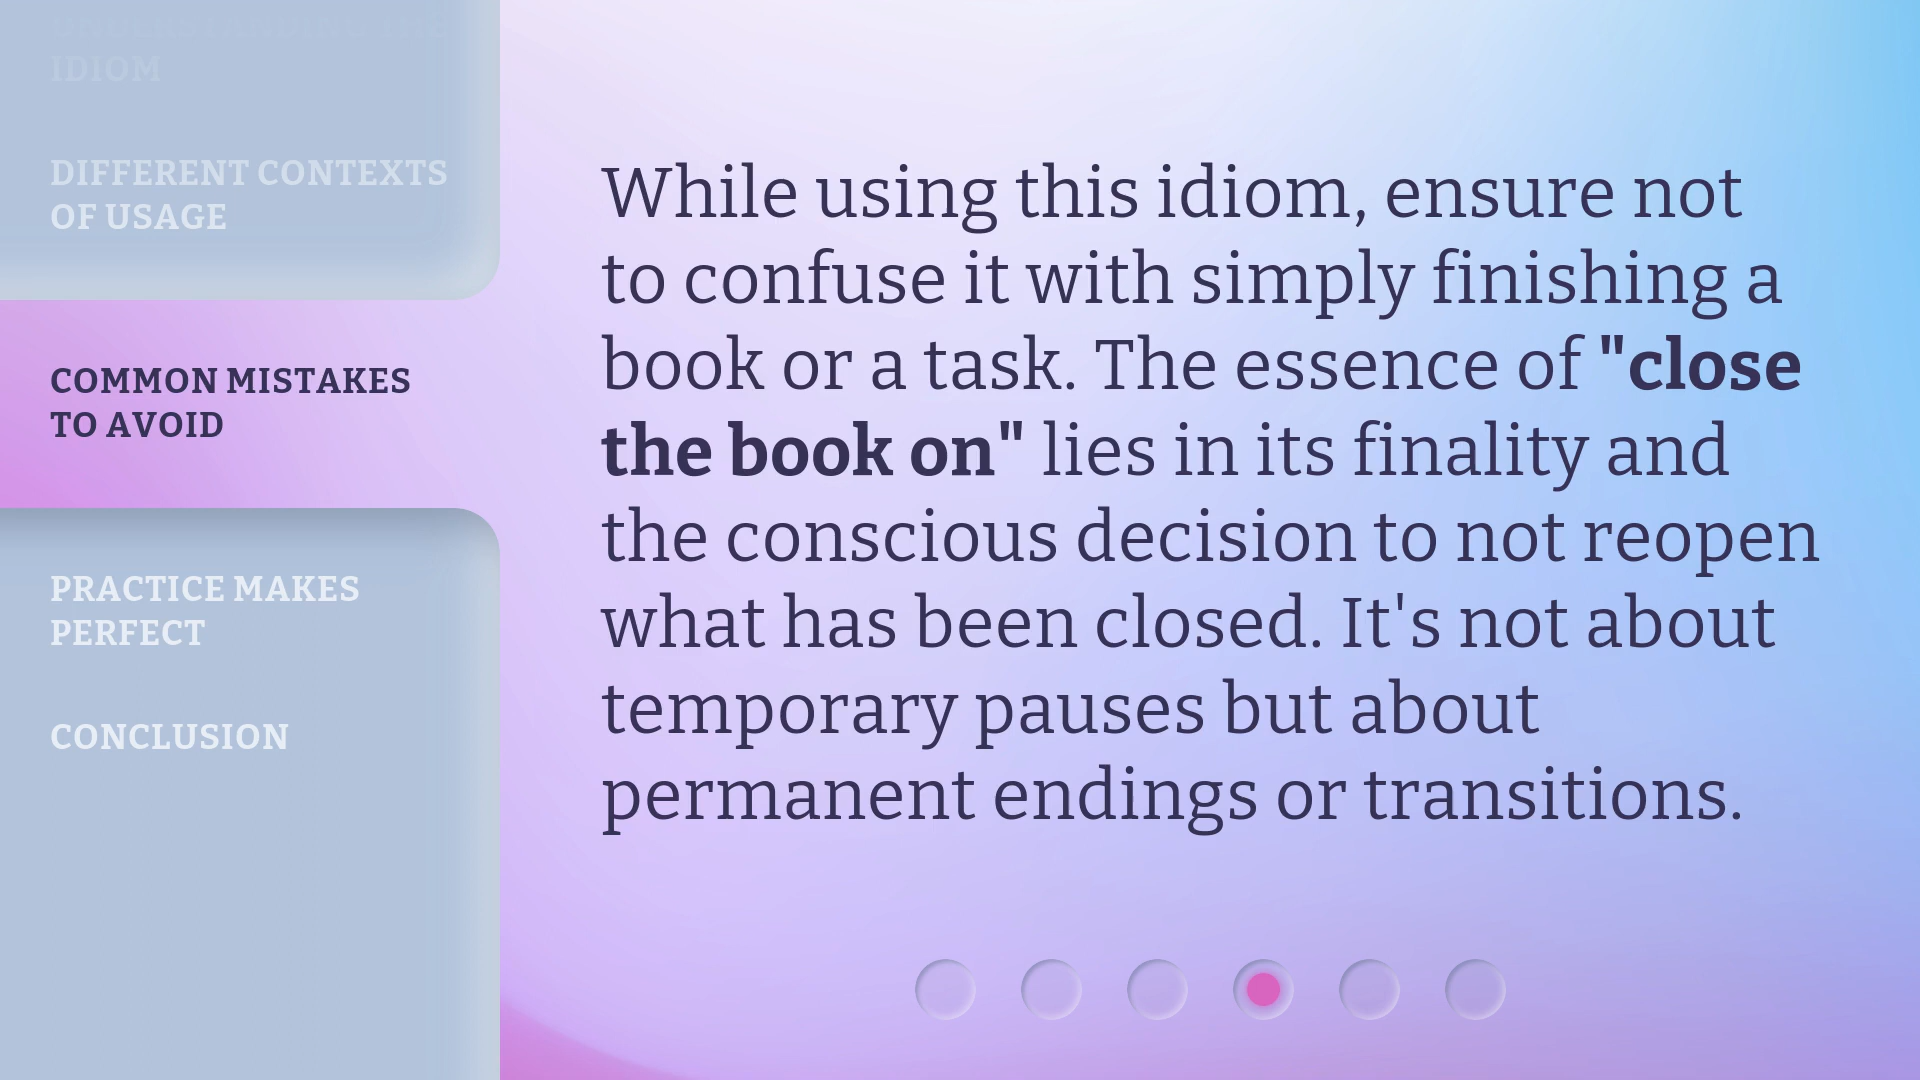 UNDERSTANDING THE
IDIOM
DIFFERENT CONTEXTS
OF USAGE
COMMON MISTAKES
TO AVOID
PRACTICE MAKES
PERFECT
CONCLUSION
While using this idiom, ensure not
to confuse it with simply finishing a
book or a task. The essence of "close
the book on" lies in its finality and
the conscious decision to not reopen
what has been closed. It's not about
temporary pauses but about
permanent endings or transitions.